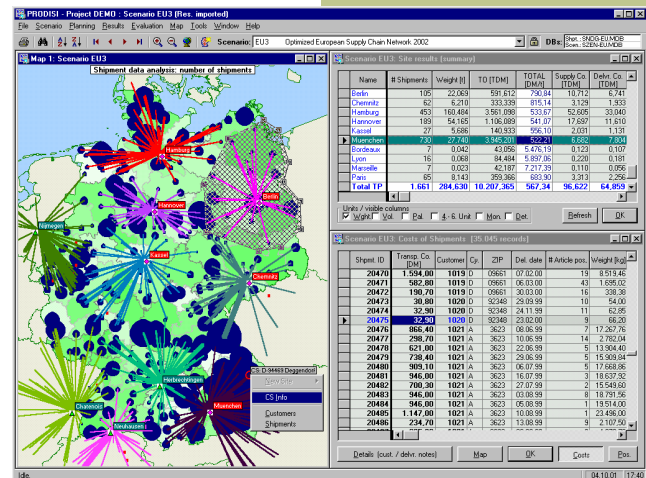 PRODISI - Project DEMO : Scenario EU3 [Res. imported]
File Scenario Planning Results Evaluation Map Tools Window Help
Scenario: EU3 Optimized European Supply Chain Network 2002
DBs: Shpt.: SNDG-EU.MDB
Scen.: SZEN-EU.MDB
Map 1: Scenario EU3
Shipment data analysis: number of shipments
Hamburg
Hannover
Berlin
Nijmegen
Kassel
Chemnitz
CS: D-94469 Deggendorf
New Site
CS Info
Customers
Shipments
Herbrechtingen
Chatenois
Muenchen
Neuhausen
Scenario EU3: Site results (summary)
Name # Shipments Weight [t] TO [TDM] TOTAL [DM/t] Supply Co. [TDM] Delvr. Co. [TDM]
Berlin 105 22,069 591,612 790,84 10,712 6,741
Chemnitz 62 6,210 333,339 815,14 3,129 1,933
Hamburg 453 160,484 3.561,098 533,67 52,605 33,040
Hannover 189 54,165 1.106,089 541,07 17,697 11,610
Kassel 27 5,686 140,933 556,10 2,031 1,131
Muenchen 730 27,740 3.945,201 522,21 6,682 7,804
Bordeaux 7 0,042 43,056 5.476,19 0,123 0,107
Lyon 16 0,068 84,484 5.897,06 0,220 0,181
Marseille 7 0,023 42,187 7.217,39 0,110 0,056
Paris 65 8,143 359,366 683,90 3,313 2,256
Total TP 1.661 284,630 10.207,365 567,34 96,622 64,859
Units / visible columns
Wght. Vol. Pal. 4.-6. Unit Mon. Det. Refresh OK
Scenario EU3: Costs of Shipments [35.045 records]
Shpmt. ID Transp. Co. [DM] Customer Cy. ZIP Del. date # Article pos. Weight [kg]
20470 1.594,00 1019 D 09661 07.02.00 19 8.519,46
20471 582,80 1019 D 09661 06.03.00 43 1.695,02
20472 190,70 1019 D 09661 30.03.00 16 338,38
20473 30,80 1020 D 92348 29.09.99 10 54,00
20474 32,90 1020 D 92348 24.11.99 11 62,85
20475 32,90 1020 D 92348 23.02.00 9 66,20
20476 866,40 1021 A 3623 08.06.99 7 17.267,76
20477 298,70 1021 A 3623 10.06.99 14 2.782,04
20478 621,00 1021 A 3623 22.06.99 5 13.904,40
20479 738,40 1021 A 3623 29.06.99 5 15.909,84
20480 909,10 1021 A 3623 06.07.99 5 17.668,86
20481 946,00 1021 A 3623 16.07.99 3 18.637,92
20482 700,30 1021 A 3623 27.07.99 2 15.549,60
20483 946,00 1021 A 3623 03.08.99 8 18.791,56
20484 946,00 1021 A 3623 05.08.99 1 19.514,00
20485 1.147,00 1021 A 3623 10.08.99 1 23.496,00
20486 234,70 1021 A 3623 13.08.99 9 2.107,50
Details (cust. / delvr. notes) Map OK Costs Pos.
Idle. 04.10.01 17:40